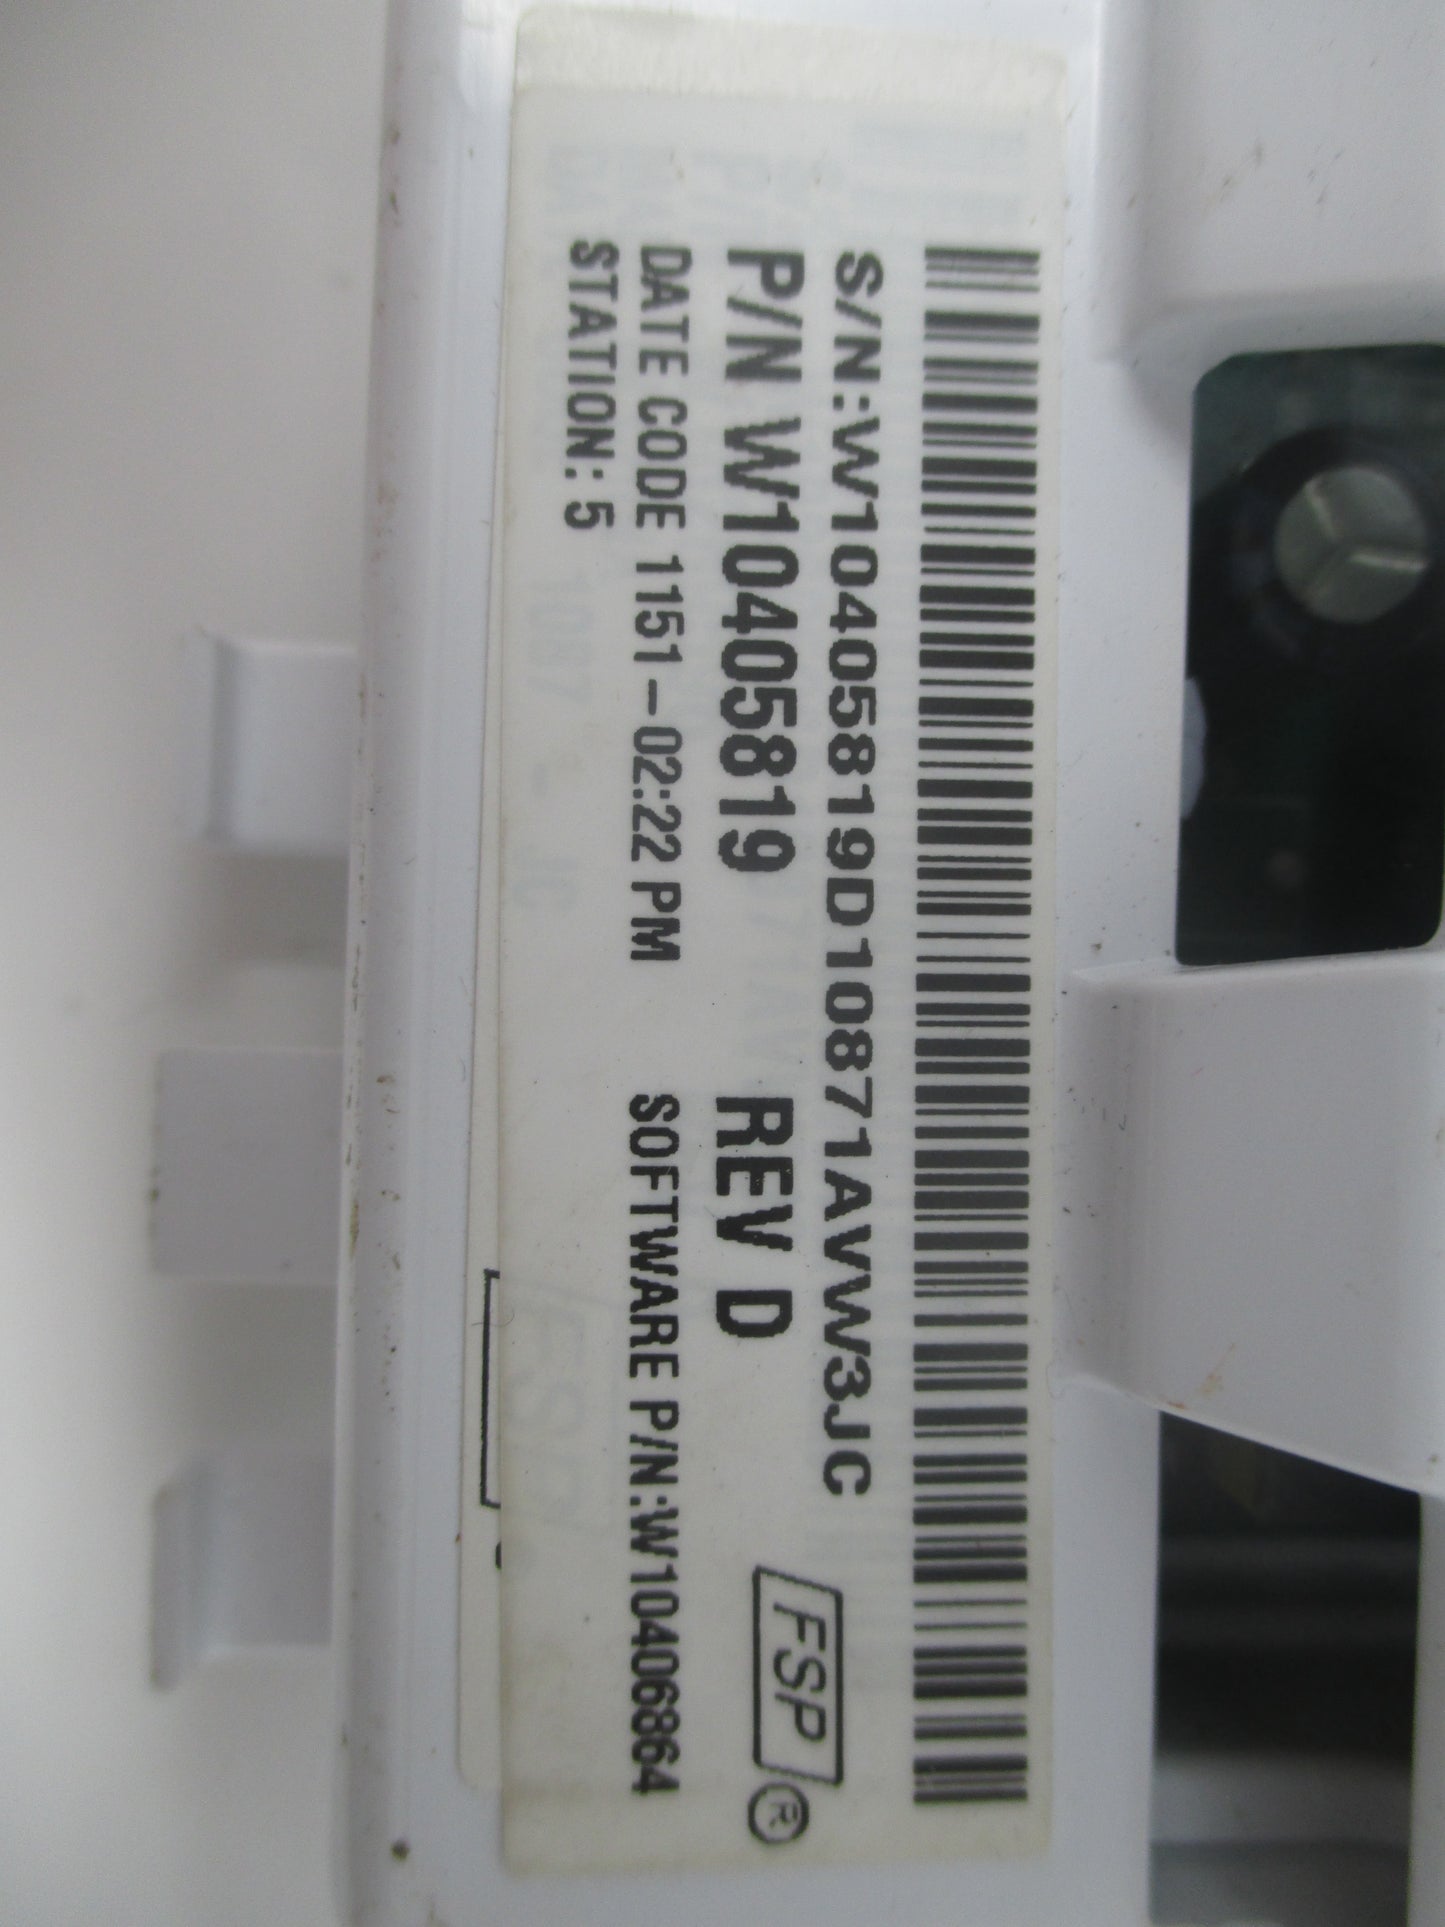 S/N:W10405819D10871AVW3JC
P/N W10405819 REV D
FSP®
DATE CODE 1151-02:22 PM SOFTWARE P/N:W10406864
STATION: 5